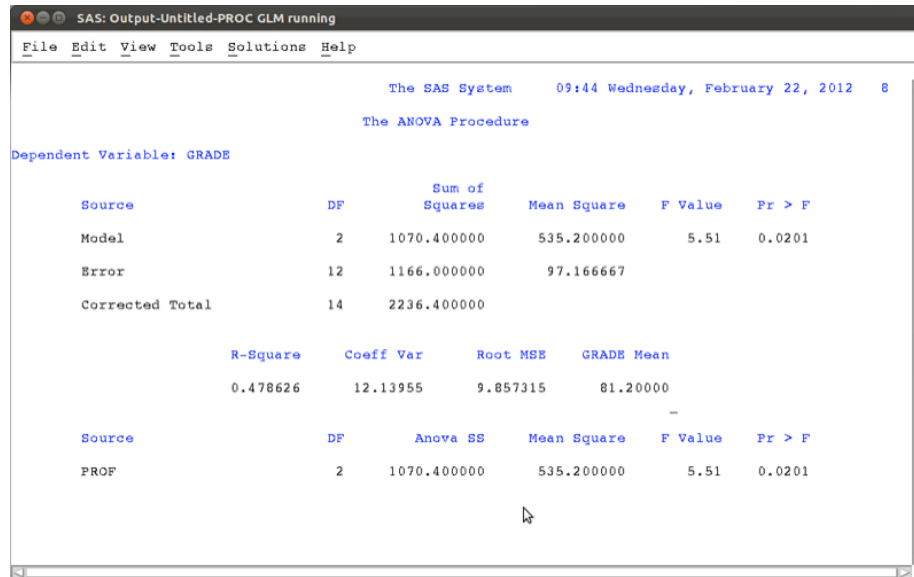 SAS: Output-Untitled-PROC GLM running
File Edit View Tools Solutions Help
The SAS System 09:44 Wednesday, February 22, 2012 8
The ANOVA Procedure
Dependent Variable: GRADE
Sum of
Source DF Squares Mean Square F Value Pr > F
Model 2 1070.400000 535.200000 5.51 0.0201
Error 12 1166.000000 97.166667
Corrected Total 14 2236.400000
R-Square Coeff Var Root MSE GRADE Mean
0.478626 12.13955 9.857315 81.20000
Source DF Anova SS Mean Square F Value Pr > F
PROF 2 1070.400000 535.200000 5.51 0.0201